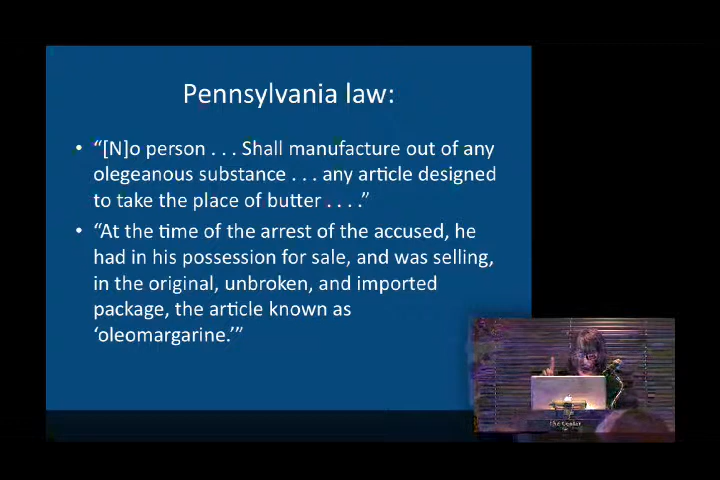 Pennsylvania law:
• “[N]o person . . . Shall manufacture out of any
olegeanous substance . . . any article designed
to take the place of butter . . . .”
• “At the time of the arrest of the accused, he
had in his possession for sale, and was selling,
in the original, unbroken, and imported
package, the article known as
‘oleomargarine.’”